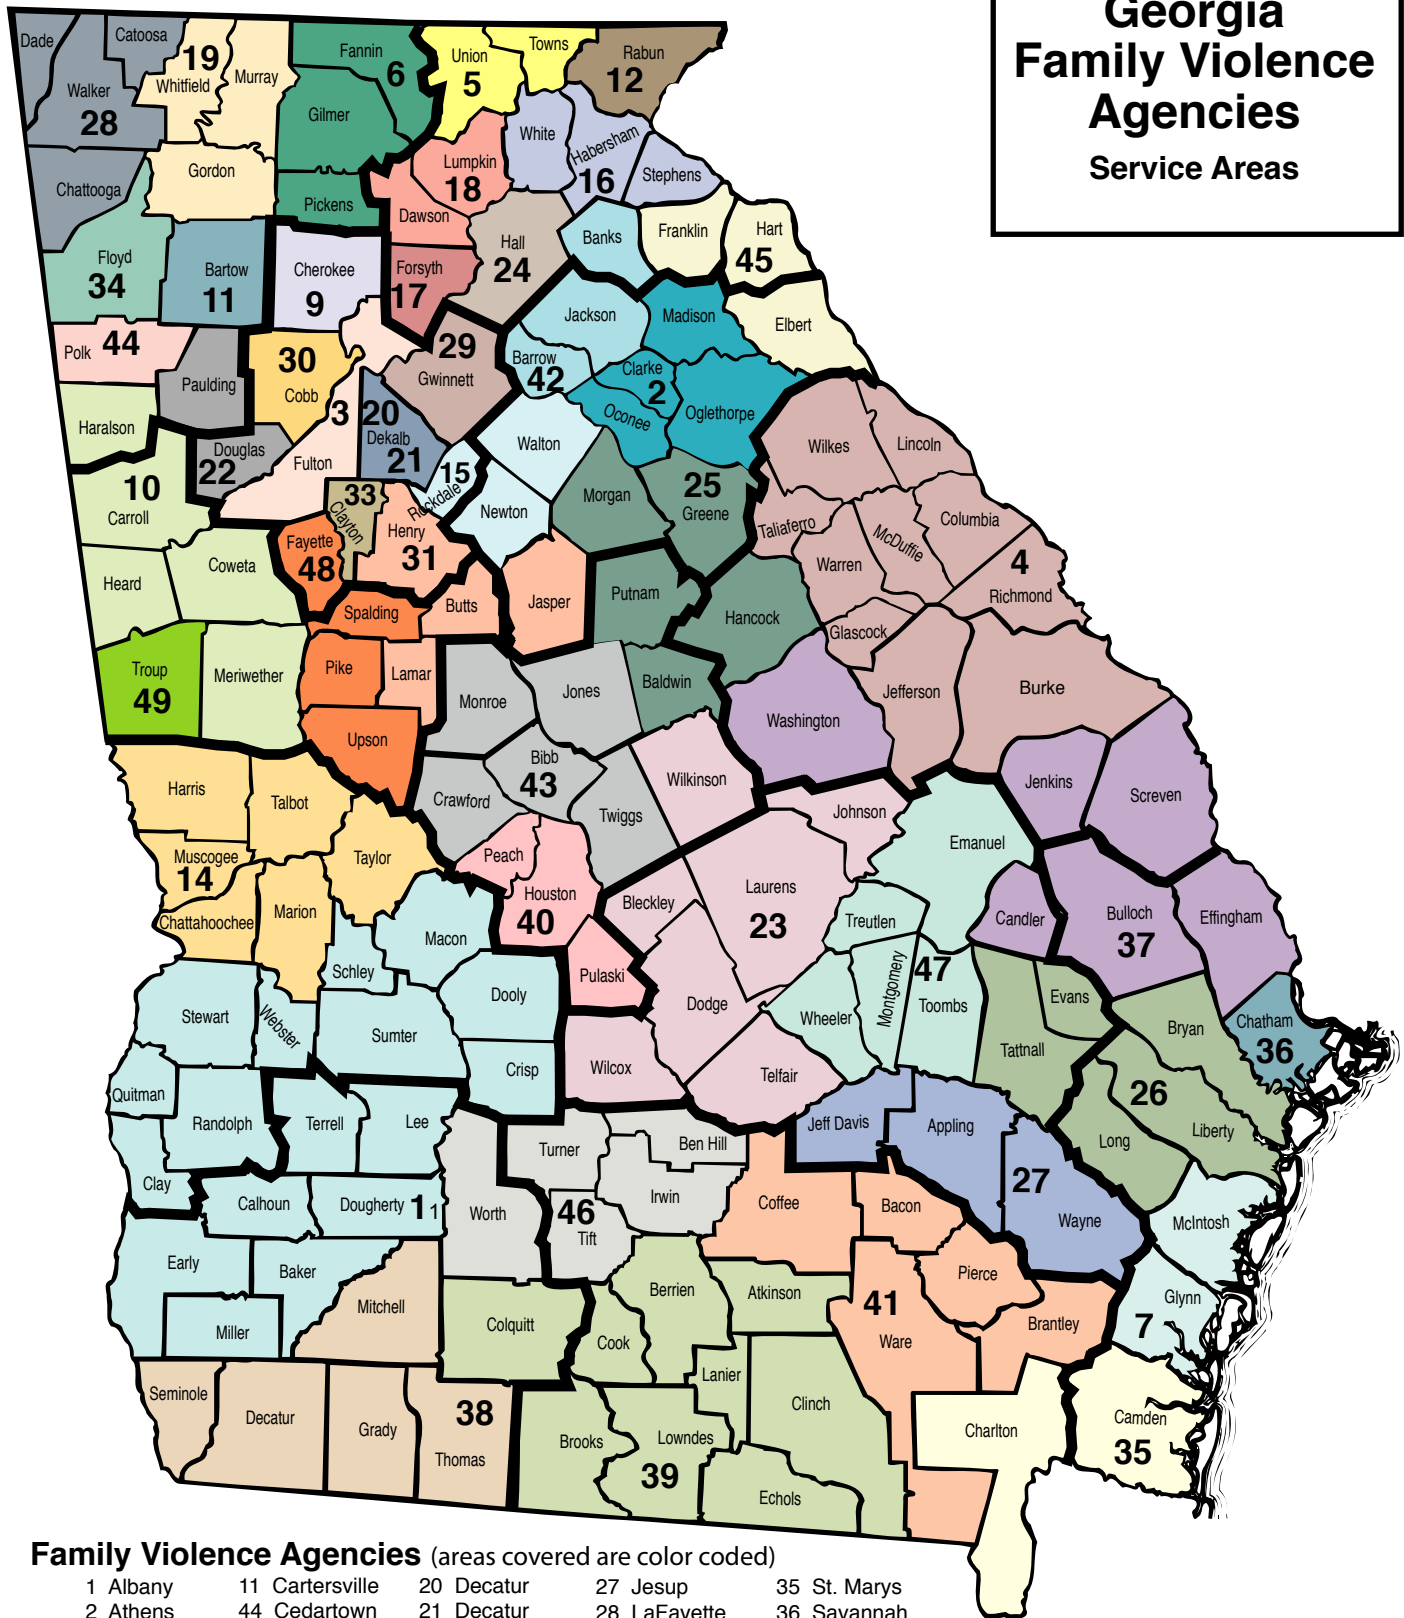 Georgia
Family Violence
Agencies
Service Areas
Dade
Catoosa
19
Whitfield
Murray
Fannin
6
Union
5
Towns
Rabun
12
Walker
28
Gilmer
White
Habersham
16
Stephens
Chattooga
Gordon
Pickens
Lumpkin
18
Dawson
Floyd
34
Bartow
11
Cherokee
9
Forsyth
17
Hall
24
Banks
Franklin
Hart
45
Polk
44
Paulding
30
Cobb
29
Gwinnett
Jackson
Madison
Elbert
Barrow
42
Clarke
2
Oconee
Oglethorpe
Haralson
Douglas
22
3
Fulton
20
Dekalb
21
15
Rockdale
Walton
Wilkes
Lincoln
10
Carroll
33
Clayton
Henry
31
Newton
Morgan
25
Greene
Taliaferro
McDuffie
Columbia
Fayette
48
Warren
4
Richmond
Heard
Coweta
Spalding
Butts
Jasper
Putnam
Hancock
Glascock
Troup
49
Meriwether
Pike
Lamar
Monroe
Jones
Baldwin
Washington
Jefferson
Burke
Upson
Bibb
43
Wilkinson
Harris
Talbot
Crawford
Twiggs
Johnson
Jenkins
Screven
Muscogee
14
Taylor
Peach
Houston
40
Emanuel
Chattahoochee
Marion
Macon
Bleckley
Laurens
23
Treutlen
Candler
Bulloch
37
Effingham
Schley
Dooly
Pulaski
Dodge
Montgomery
47
Toombs
Evans
Stewart
Webster
Sumter
Wheeler
Tattnall
Bryan
Chatham
36
Quitman
Crisp
Wilcox
Telfair
26
Randolph
Terrell
Lee
Turner
Ben Hill
Jeff Davis
Appling
Long
Liberty
Clay
Calhoun
Dougherty
1
1
Worth
46
Tift
Irwin
Coffee
Bacon
27
Wayne
McIntosh
Early
Baker
Mitchell
Berrien
Atkinson
Pierce
Glynn
7
Miller
Colquitt
Cook
41
Ware
Brantley
Seminole
Decatur
Grady
38
Thomas
Lanier
Clinch
Brooks
Lowndes
39
Echols
Charlton
Camden
35
Family Violence Agencies (areas covered are color coded)
1 Albany 11 Cartersville 20 Decatur 27 Jesup 35 St. Marys
2 Athens 44 Cedartown 21 Decatur 28 LaFayette 36 Savannah